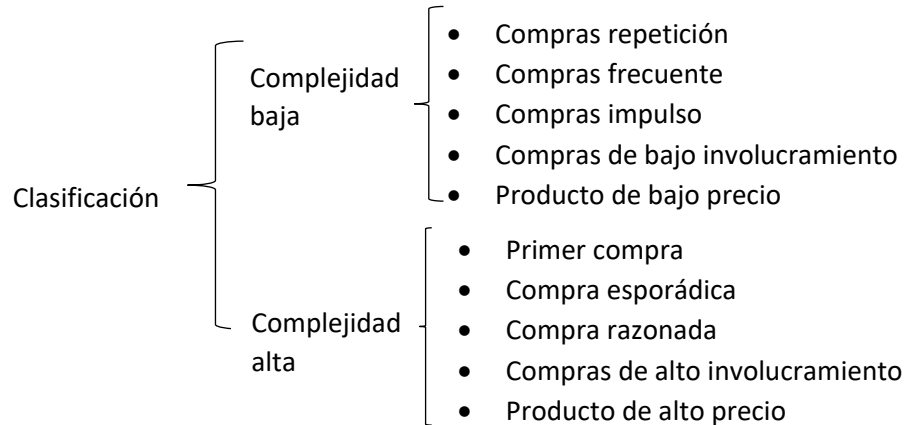 Clasificación
Complejidad
baja
• Compras repetición
• Compras frecuente
• Compras impulso
• Compras de bajo involucramiento
• Producto de bajo precio
Complejidad
alta
• Primer compra
• Compra esporádica
• Compra razonada
• Compras de alto involucramiento
• Producto de alto precio